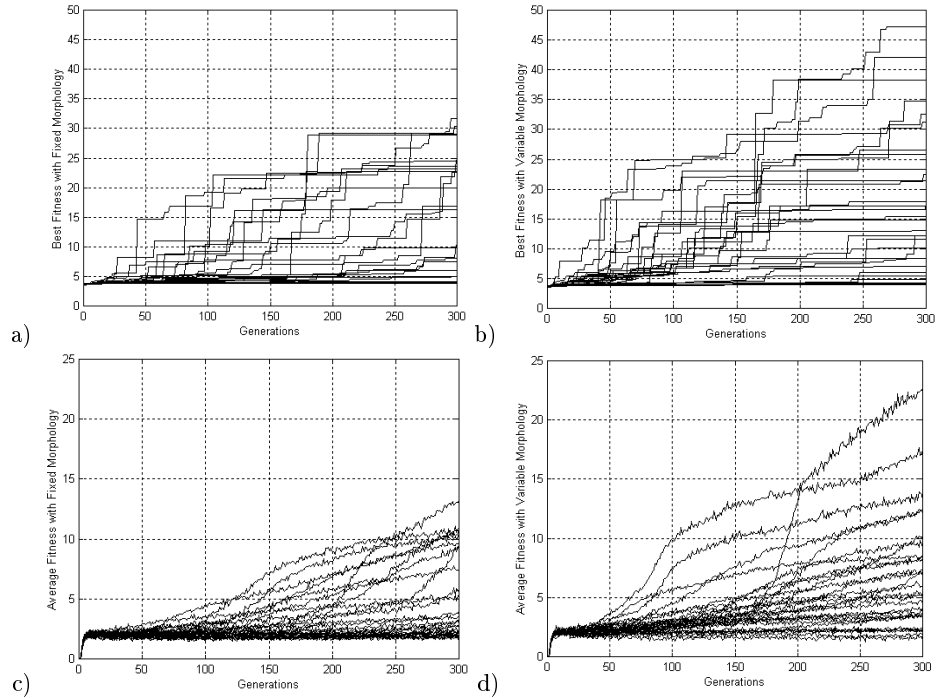 50
45
40
35
30
25
20
15
10
5
0
Best Fitness with Fixed Morphology
0 50 100 150 200 250 300
Generations
a)
50
45
40
35
30
25
20
15
10
5
0
Best Fitness with Variable Morphology
0 50 100 150 200 250 300
Generations
b)
25
20
15
10
5
0
Average Fitness with Fixed Morphology
0 50 100 150 200 250 300
Generations
c)
25
20
15
10
5
0
Average Fitness with Variable Morphology
0 50 100 150 200 250 300
Generations
d)